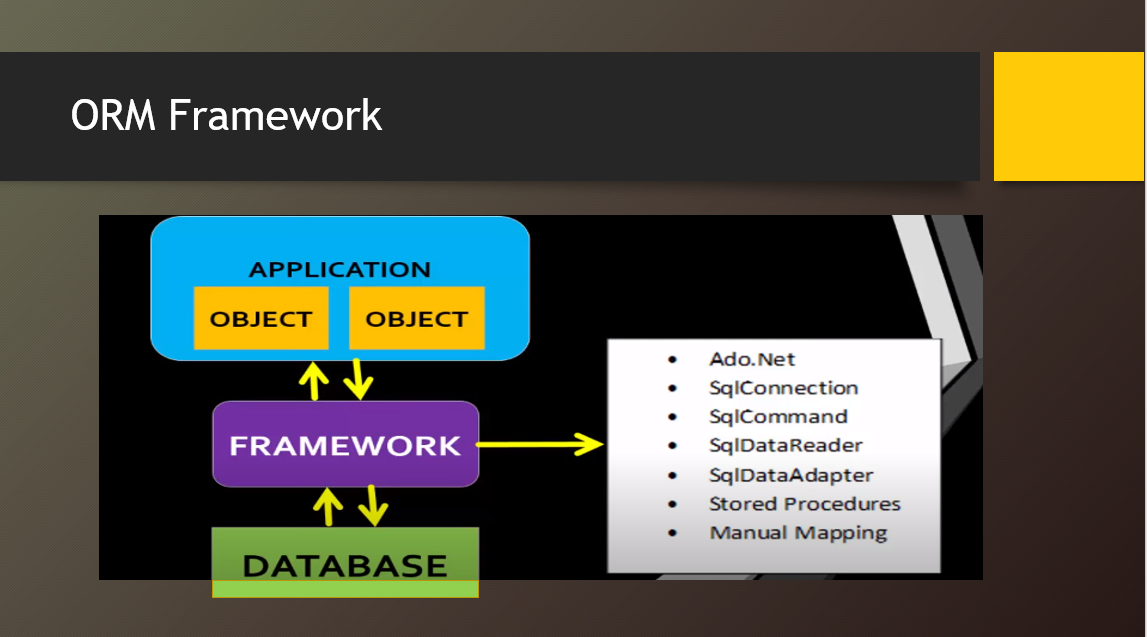 ORM Framework
APPLICATION
OBJECT OBJECT
FRAMEWORK
DATABASE
• Ado.Net
• SqlConnection
• SqlCommand
• SqlDataReader
• SqlDataAdapter
• Stored Procedures
• Manual Mapping